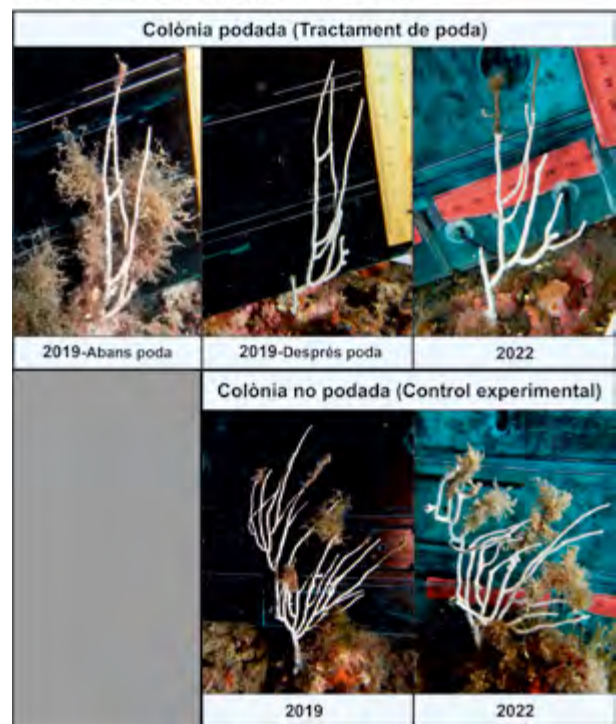 Colònia podada (Tractament de poda)
2019-Abans poda
2019-Després poda
2022
Colònia no podada (Control experimental)
2019
2022